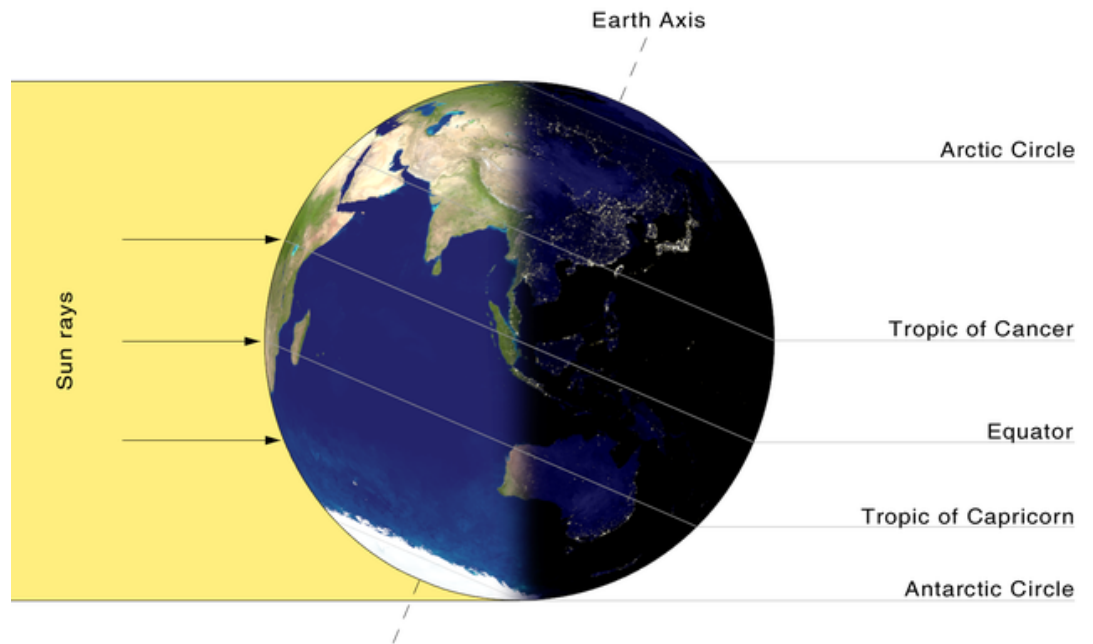 Earth Axis
Arctic Circle
Sun rays
Tropic of Cancer
Equator
Tropic of Capricorn
Antarctic Circle